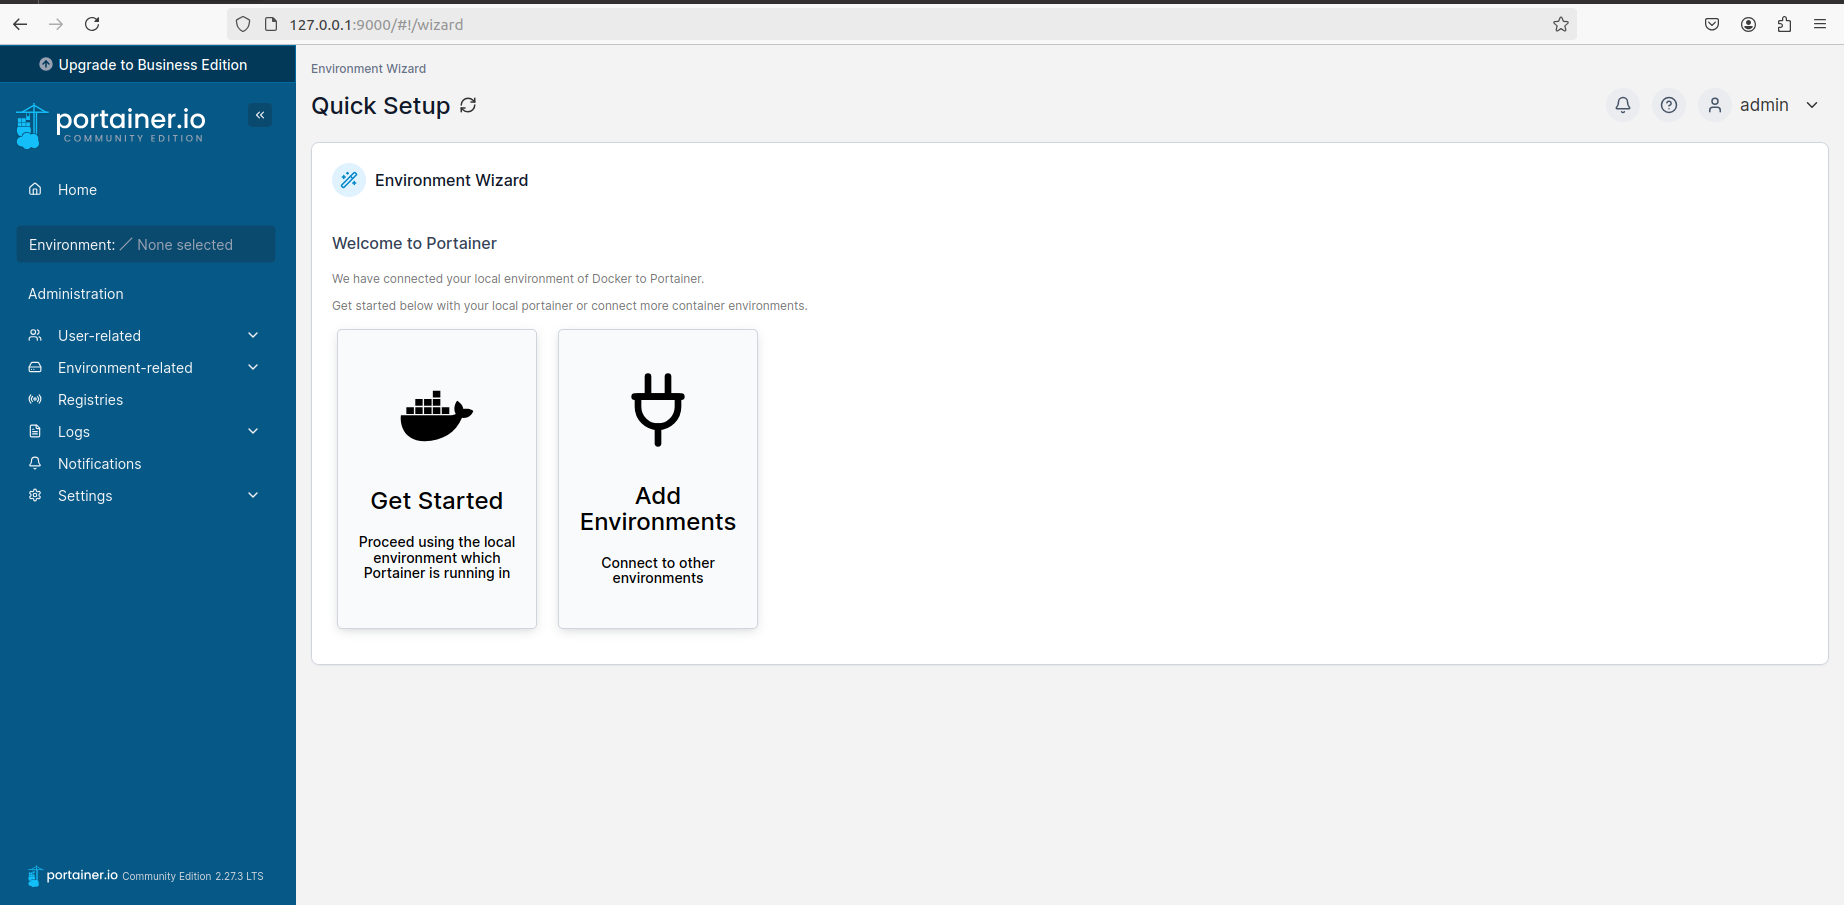 127.0.0.1:9000/#!/wizard
Upgrade to Business Edition
portainer.io
COMMUNITY EDITION
Home
Environment: None selected
Administration
User-related
Environment-related
Registries
Logs
Notifications
Settings
portainer.io Community Edition 2.27.3 LTS
Environment Wizard
Quick Setup
admin
Environment Wizard
Welcome to Portainer
We have connected your local environment of Docker to Portainer.
Get started below with your local portainer or connect more container environments.
Get Started
Proceed using the local
environment which
Portainer is running in
Add
Environments
Connect to other
environments